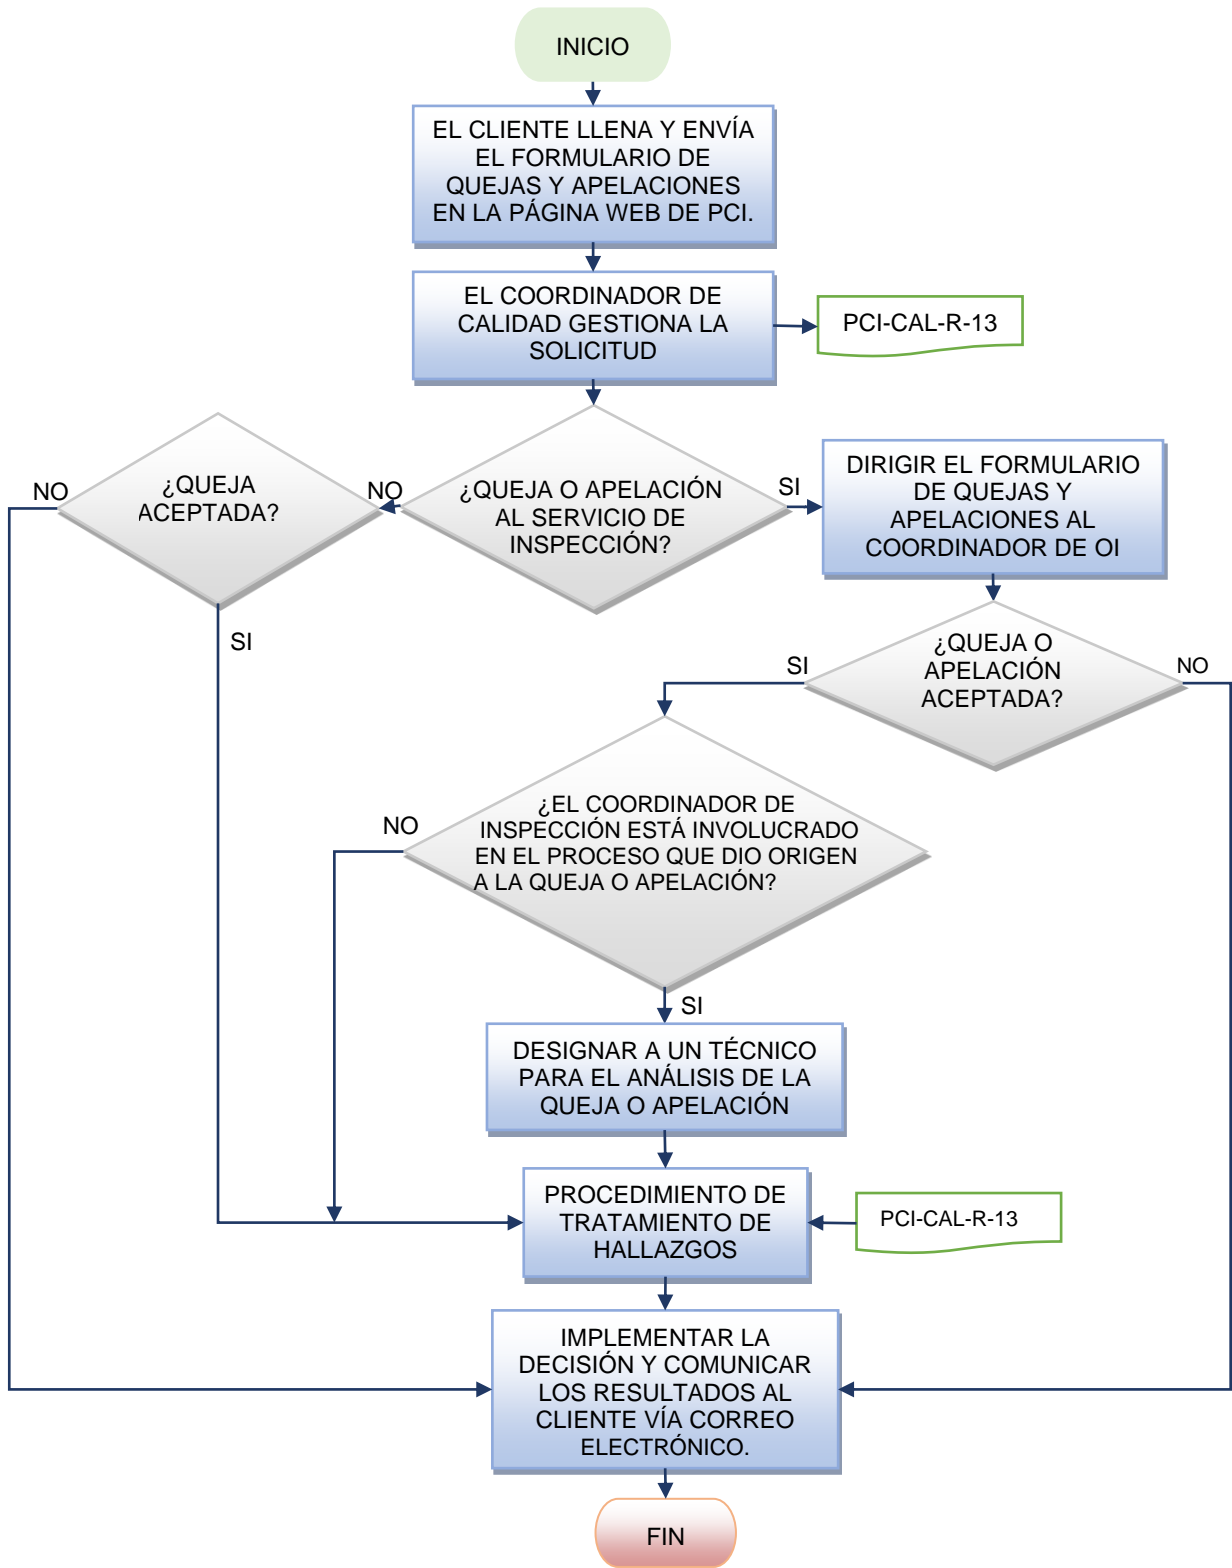 INICIO
EL CLIENTE LLENA Y ENVÍA
EL FORMULARIO DE
QUEJAS Y APELACIONES
EN LA PÁGINA WEB DE PCI.
EL COORDINADOR DE
CALIDAD GESTIONA LA
SOLICITUD
PCI-CAL-R-13
¿QUEJA O APELACIÓN
AL SERVICIO DE
INSPECCIÓN?
NO
SI
¿QUEJA
ACEPTADA?
NO
SI
DIRIGIR EL FORMULARIO
DE QUEJAS Y
APELACIONES AL
COORDINADOR DE OI
¿QUEJA O
APELACIÓN
ACEPTADA?
SI
NO
¿EL COORDINADOR DE
INSPECCIÓN ESTÁ INVOLUCRADO
EN EL PROCESO QUE DIO ORIGEN
A LA QUEJA O APELACIÓN?
NO
SI
DESIGNAR A UN TÉCNICO
PARA EL ANÁLISIS DE LA
QUEJA O APELACIÓN
PROCEDIMIENTO DE
TRATAMIENTO DE
HALLAZGOS
PCI-CAL-R-13
IMPLEMENTAR LA
DECISIÓN Y COMUNICAR
LOS RESULTADOS AL
CLIENTE VÍA CORREO
ELECTRÓNICO.
FIN